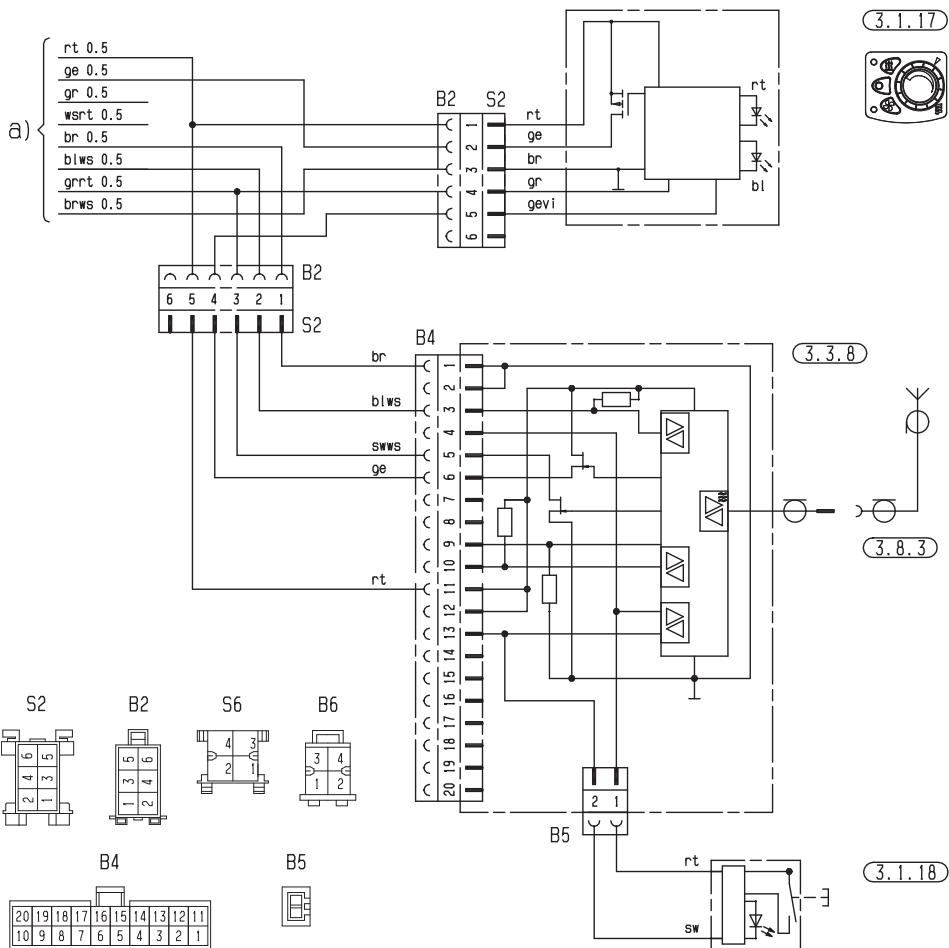 3.1.17
a)
rt 0.5
ge 0.5
gr 0.5
wsrt 0.5
br 0.5
blws 0.5
grrt 0.5
brws 0.5
B2 S2
1
2
3
4
5
6
rt
ge
br
gr
gevi
rt
bl
B2
6 5 4 3 2 1
S2
B4
br
blws
swws
ge
rt
1
2
3
4
5
6
7
8
9
10
11
12
13
14
15
16
17
18
19
20
3.3.8
3.8.3
2 1
B5
rt
sw
3.1.18
S2 B2 S6 B6
6 5
4 3
2 1
5 6
3 4
1 2
4 3
2 1
3 4
1 2
B4 B5
20 19 18 17 16 15 14 13 12 11
10 9 8 7 6 5 4 3 2 1